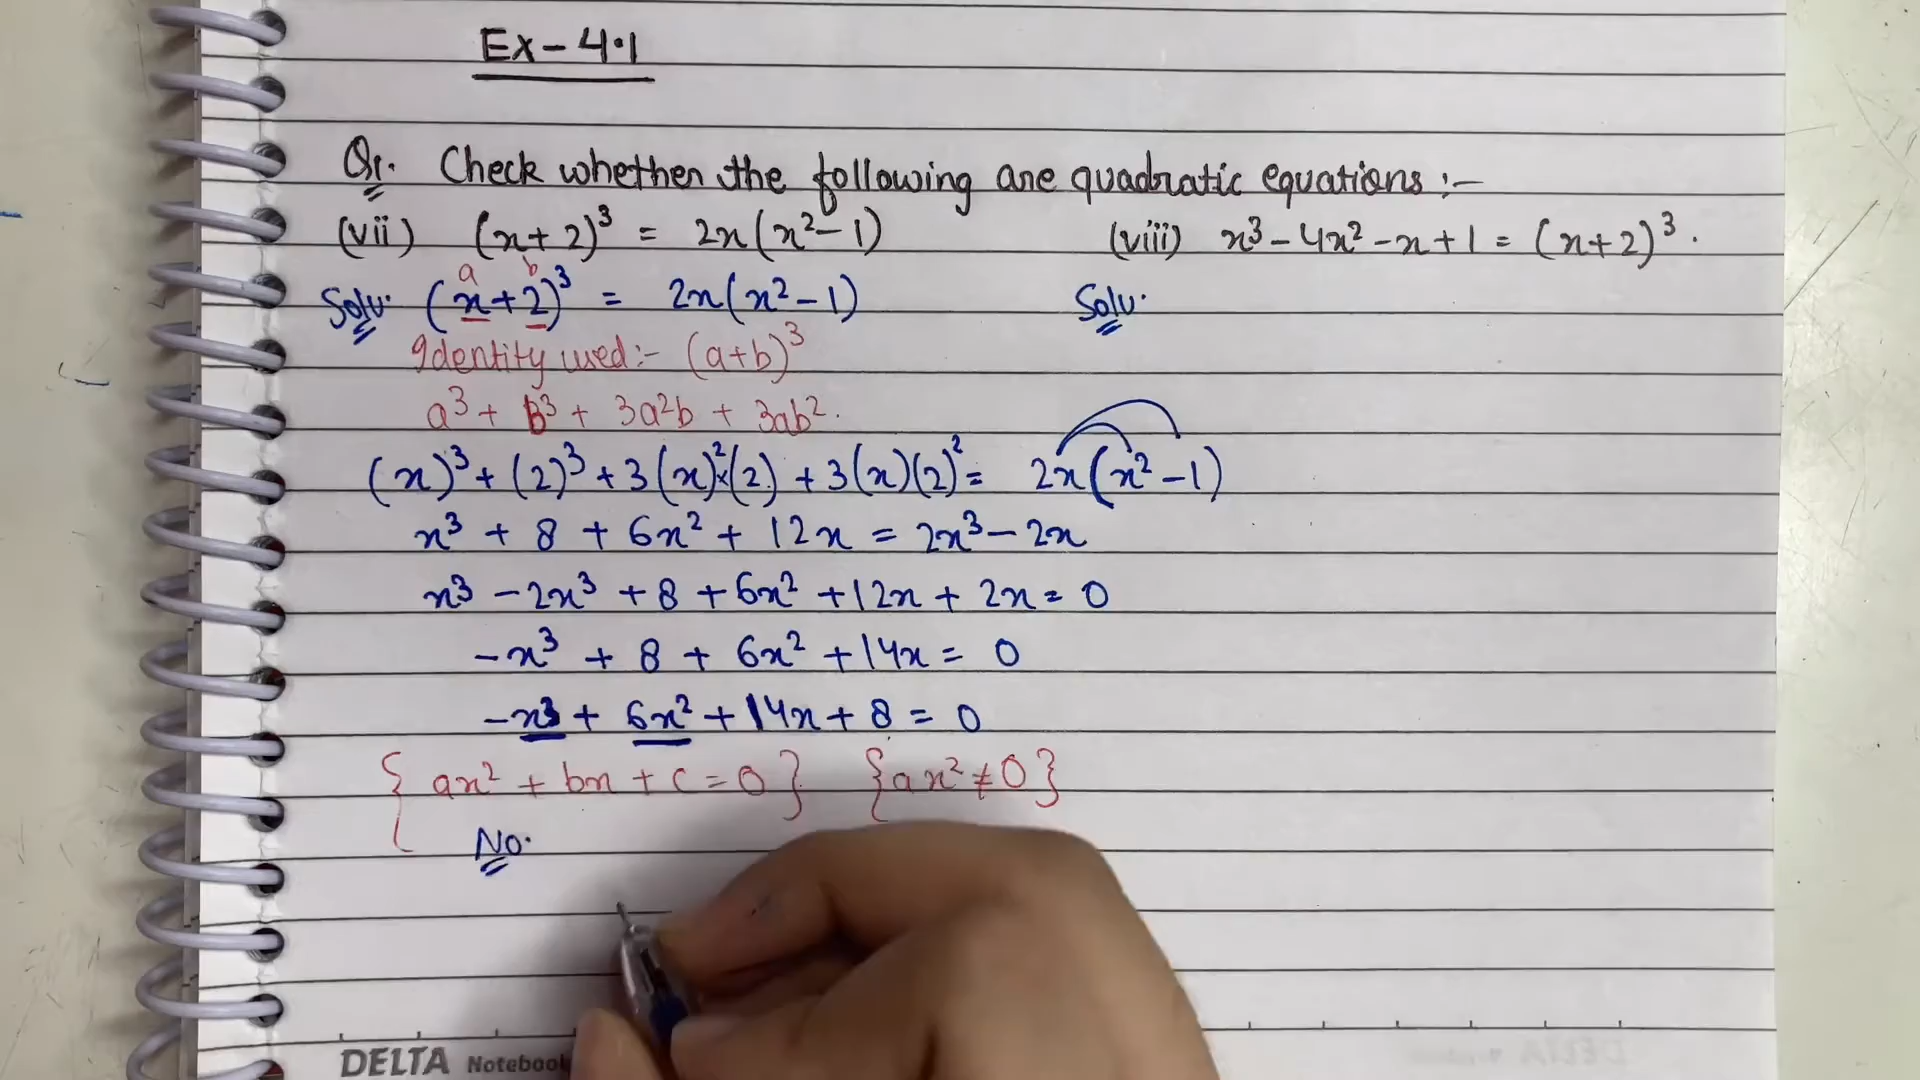 Ex - 4.1
Q1. Check whether the following are quadratic equations :-
(vii) (x+2)³ = 2x(x²-1)
(viii) x³ - 4x² - x + 1 = (x+2)³.
a b
Solu. (x+2)³ = 2x(x²-1)
Solu.
Identity used:- (a+b)³
a³ + b³ + 3a²b + 3ab².
(x)³ + (2)³ + 3(x)²×(2) + 3(x)(2)² = 2x(x²-1)
x³ + 8 + 6x² + 12x = 2x³ - 2x
x³ - 2x³ + 8 + 6x² + 12x + 2x = 0
-x³ + 8 + 6x² + 14x = 0
-x³ + 6x² + 14x + 8 = 0
{ax² + bx + c = 0} {ax² ≠ 0}
No.
DELTA Notebook